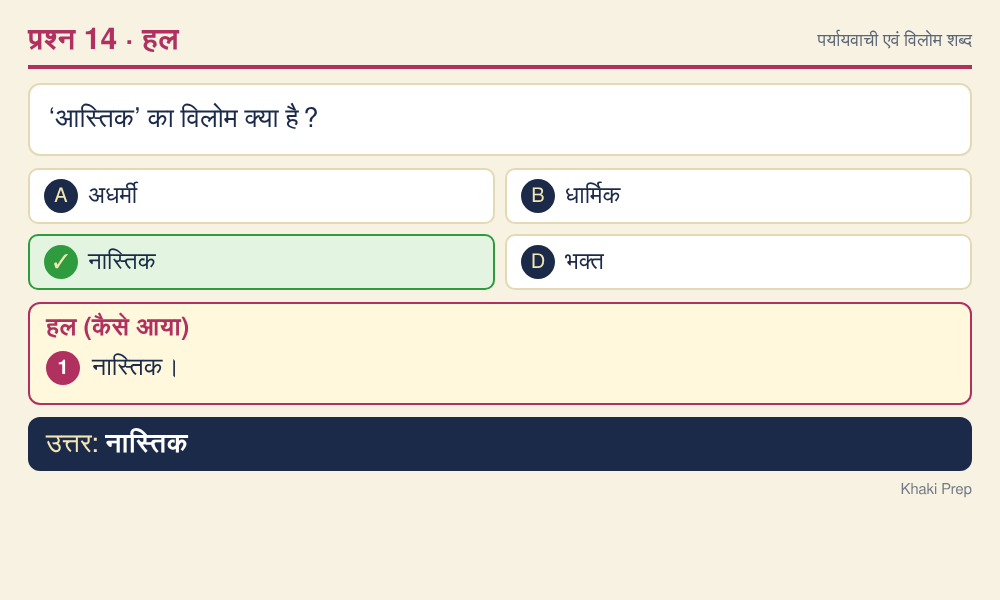 प्रश्न 14 · हल
पर्यायवाची एवं विलोम शब्द
‘आस्तिक’ का विलोम क्या है ?
A अधर्मी
B धार्मिक
✓ नास्तिक
D भक्त
हल (कैसे आया)
1 नास्तिक ।
उत्तर: नास्तिक
Khaki Prep